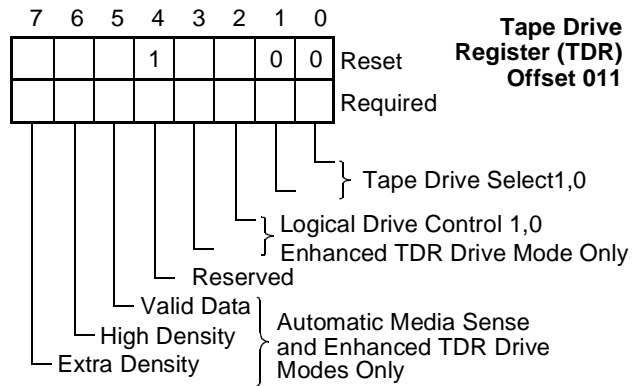 7 6 5 4 3 2 1 0
Tape Drive
Register (TDR)
Offset 011
1 0 0 Reset
Required
Tape Drive Select1,0
Logical Drive Control 1,0
Enhanced TDR Drive Mode Only
Reserved
Valid Data
High Density
Extra Density
Automatic Media Sense
and Enhanced TDR Drive
Modes Only